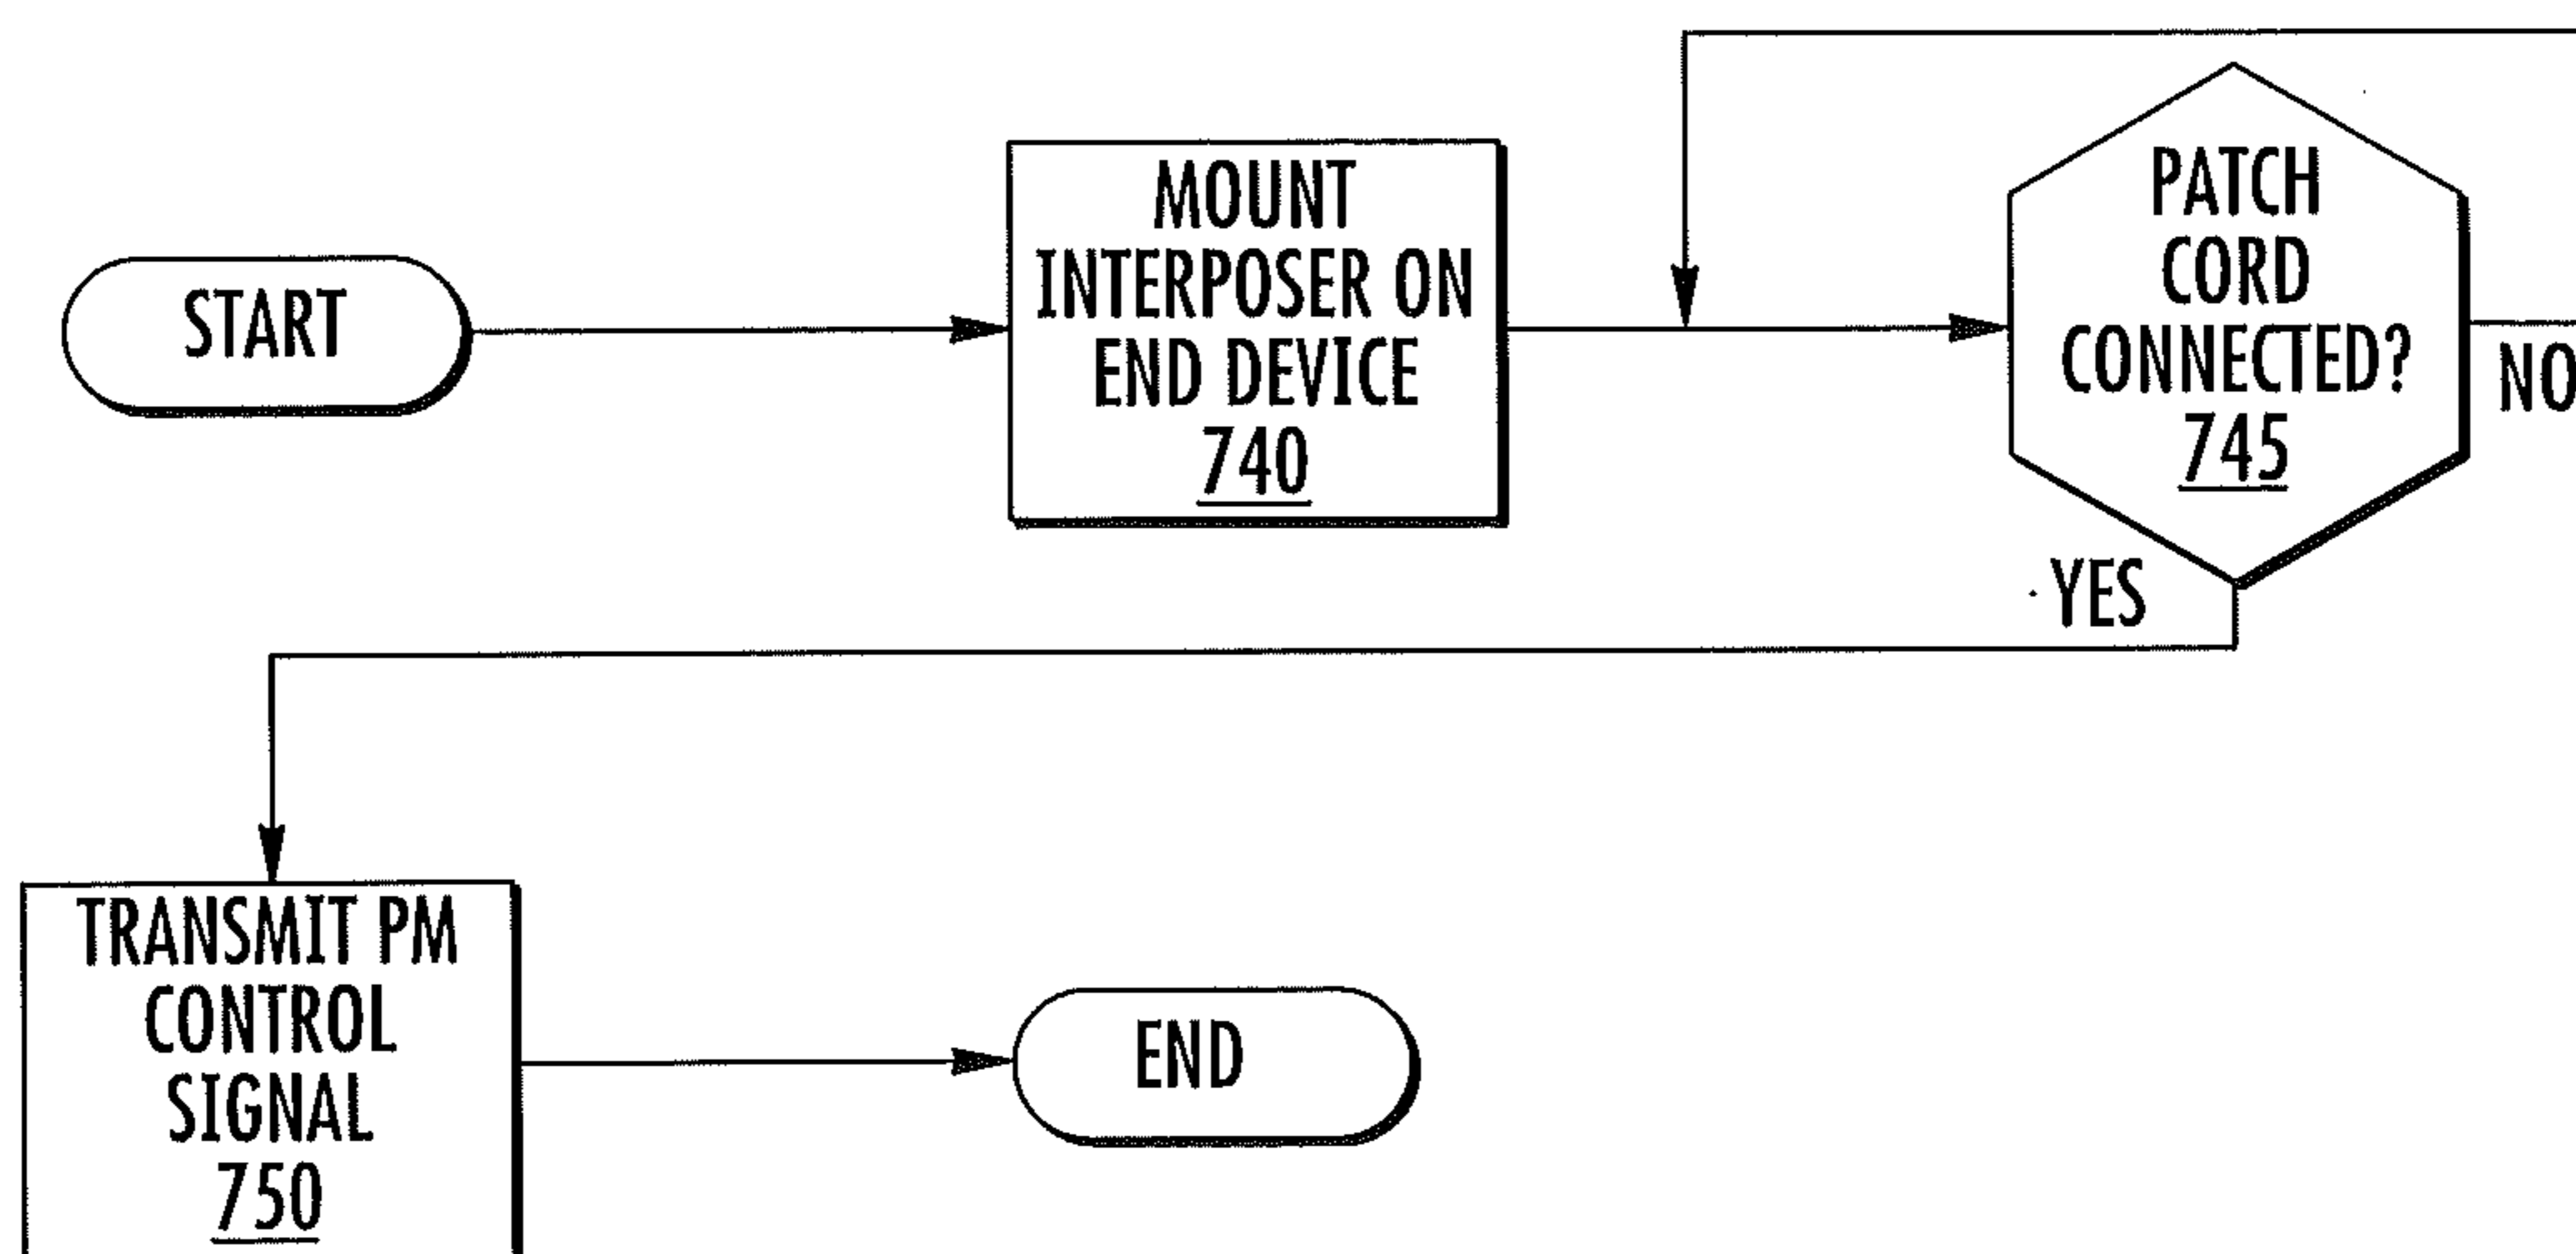 START
MOUNT
INTERPOSER ON
END DEVICE
740
PATCH
CORD
CONNECTED?
745
NO
YES
TRANSMIT PM
CONTROL
SIGNAL
750
END